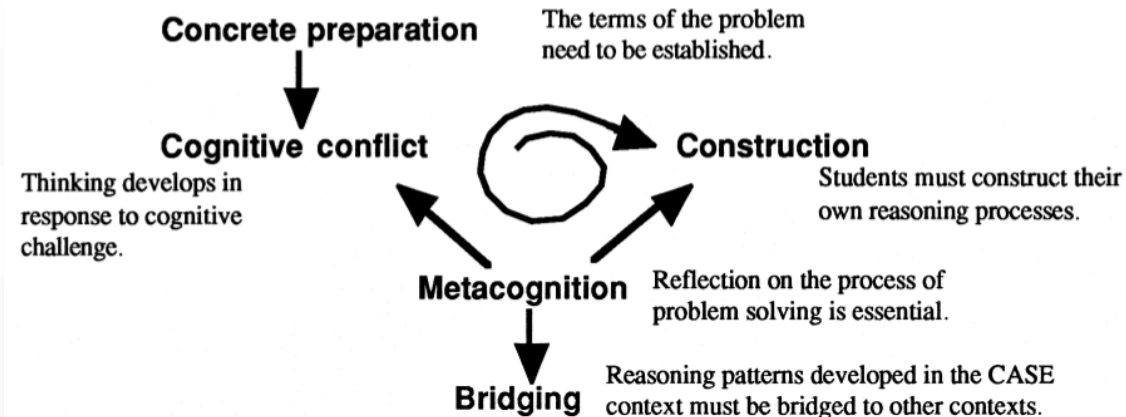 Concrete preparation
The terms of the problem
need to be established.
Cognitive conflict
Thinking develops in
response to cognitive
challenge.
Construction
Students must construct their
own reasoning processes.
Metacognition
Reflection on the process of
problem solving is essential.
Bridging
Reasoning patterns developed in the CASE
context must be bridged to other contexts.